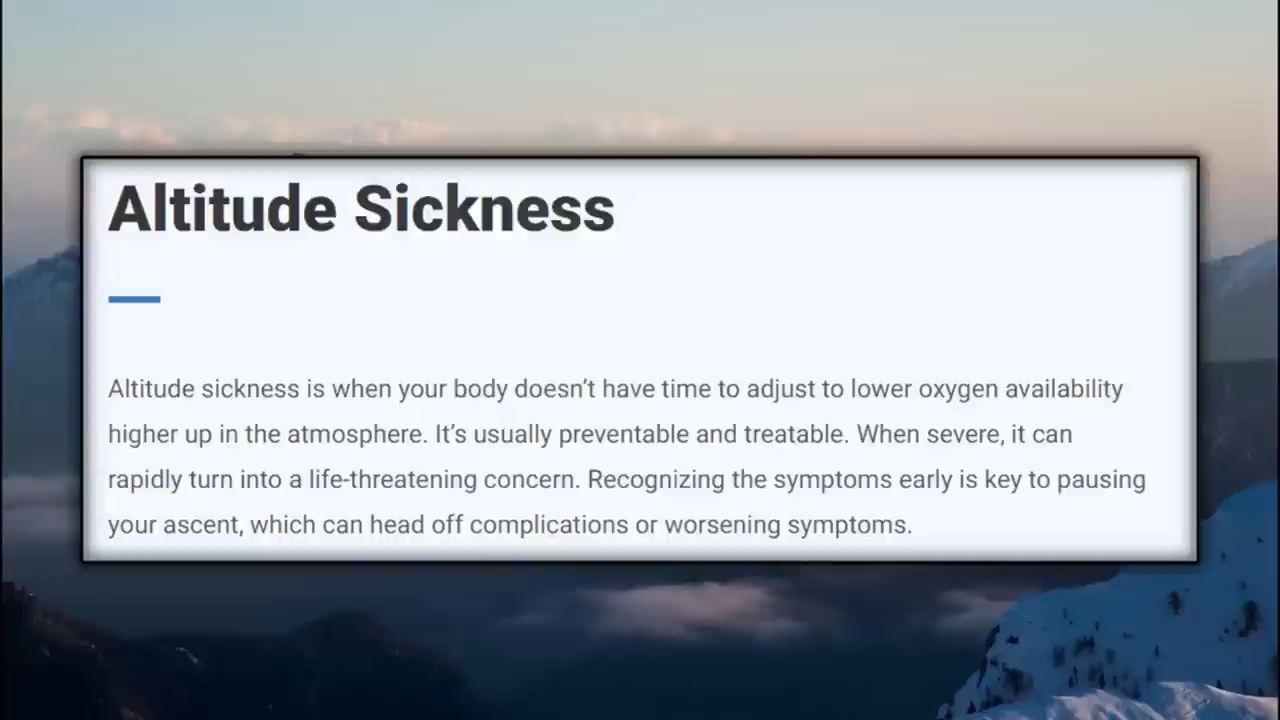 Altitude Sickness
Altitude sickness is when your body doesn’t have time to adjust to lower oxygen availability
higher up in the atmosphere. It’s usually preventable and treatable. When severe, it can
rapidly turn into a life-threatening concern. Recognizing the symptoms early is key to pausing
your ascent, which can head off complications or worsening symptoms.